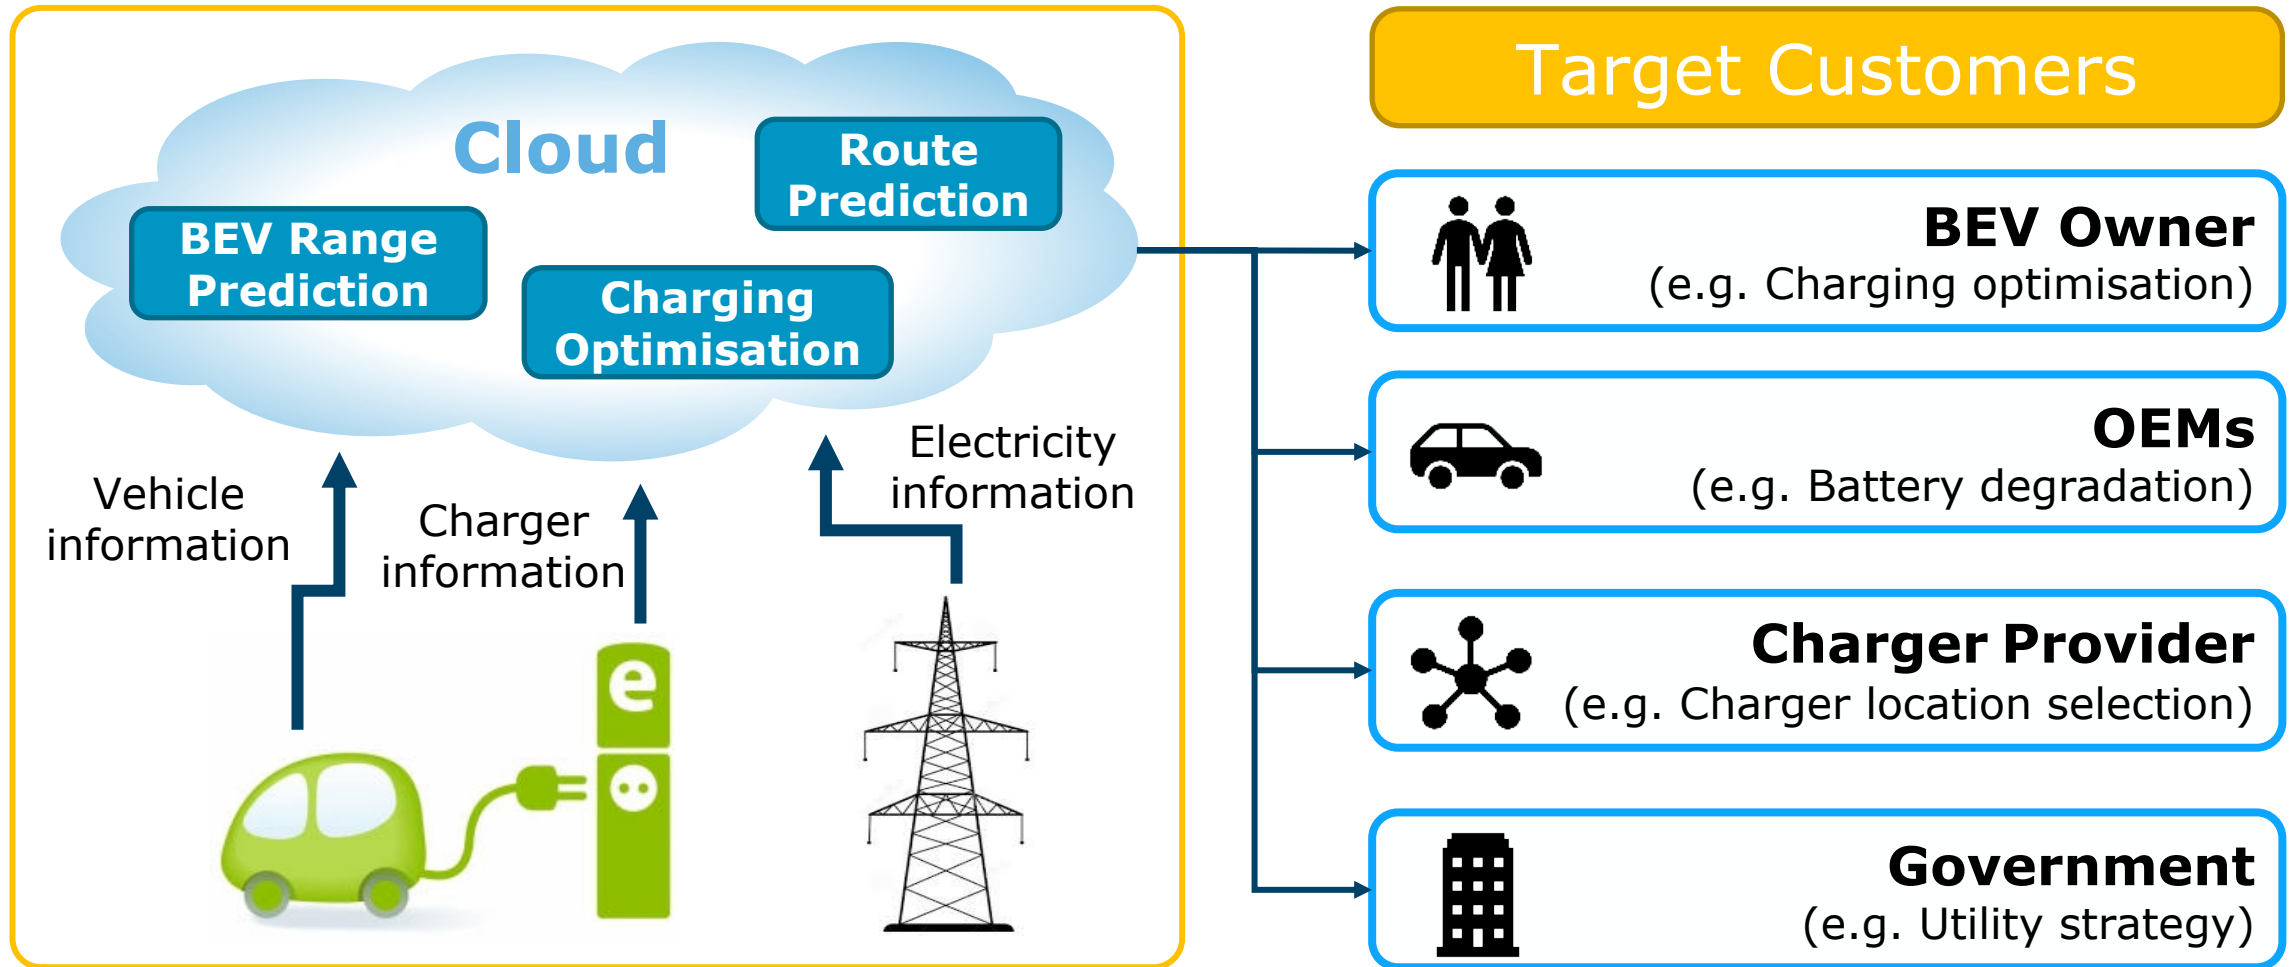 Cloud
Route
Prediction
BEV Range
Prediction
Charging
Optimisation
Vehicle
information
Charger
information
Electricity
information
e
Target Customers
BEV Owner
(e.g. Charging optimisation)
OEMs
(e.g. Battery degradation)
Charger Provider
(e.g. Charger location selection)
Government
(e.g. Utility strategy)